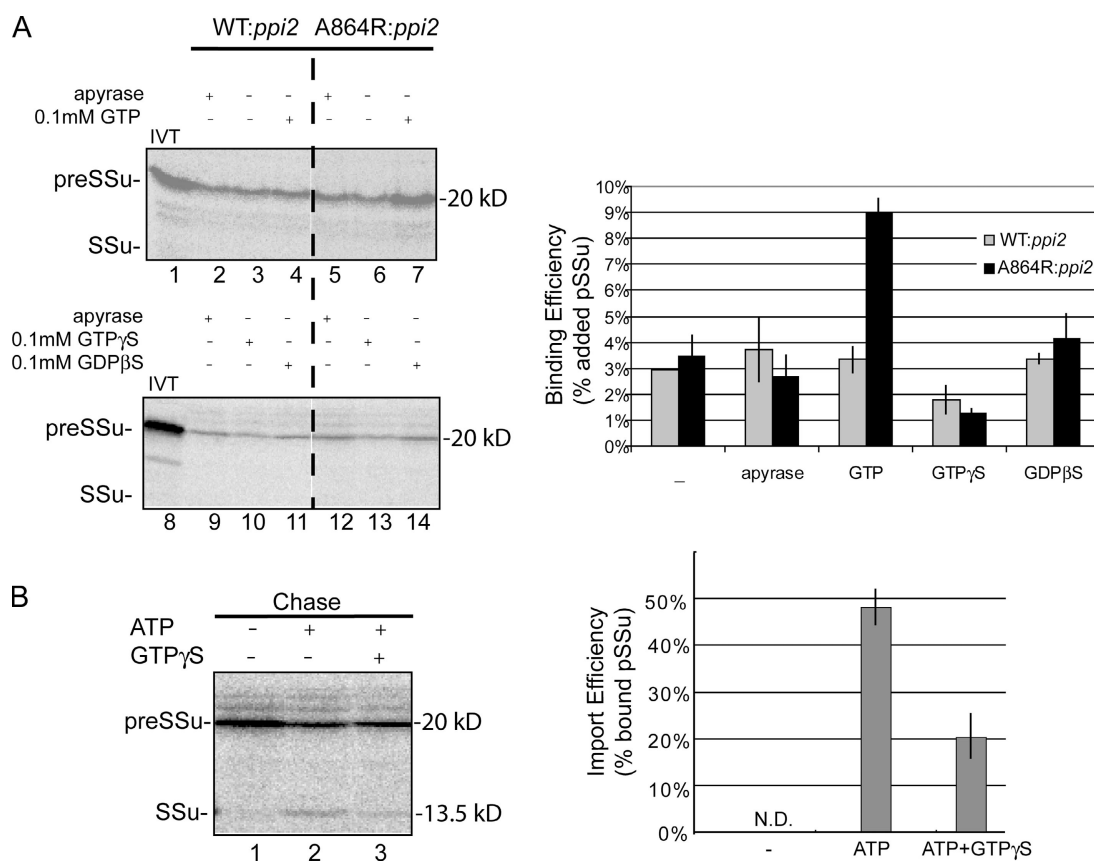 A
WT:ppi2 A864R:ppi2
apyrase + - - + - -
0.1mM GTP - - + - - +
IVT
preSSu- -20 kD
SSu-
1 2 3 4 5 6 7
apyrase + - - + - -
0.1mM GTPγS - + - - + -
0.1mM GDPβS - - + - - +
IVT
preSSu- -20 kD
SSu-
8 9 10 11 12 13 14
Binding Efficiency
(% added pSSu)
10%
9%
8%
7%
6%
5%
4%
3%
2%
1%
0%
WT:ppi2
A864R:ppi2
_ apyrase GTP GTPγS GDPβS
B
Chase
ATP - + +
GTPγS - - +
preSSu- -20 kD
SSu- -13.5 kD
1 2 3
Import Efficiency
(% bound pSSu)
50%
40%
30%
20%
10%
0%
N.D.
- ATP ATP+GTPγS